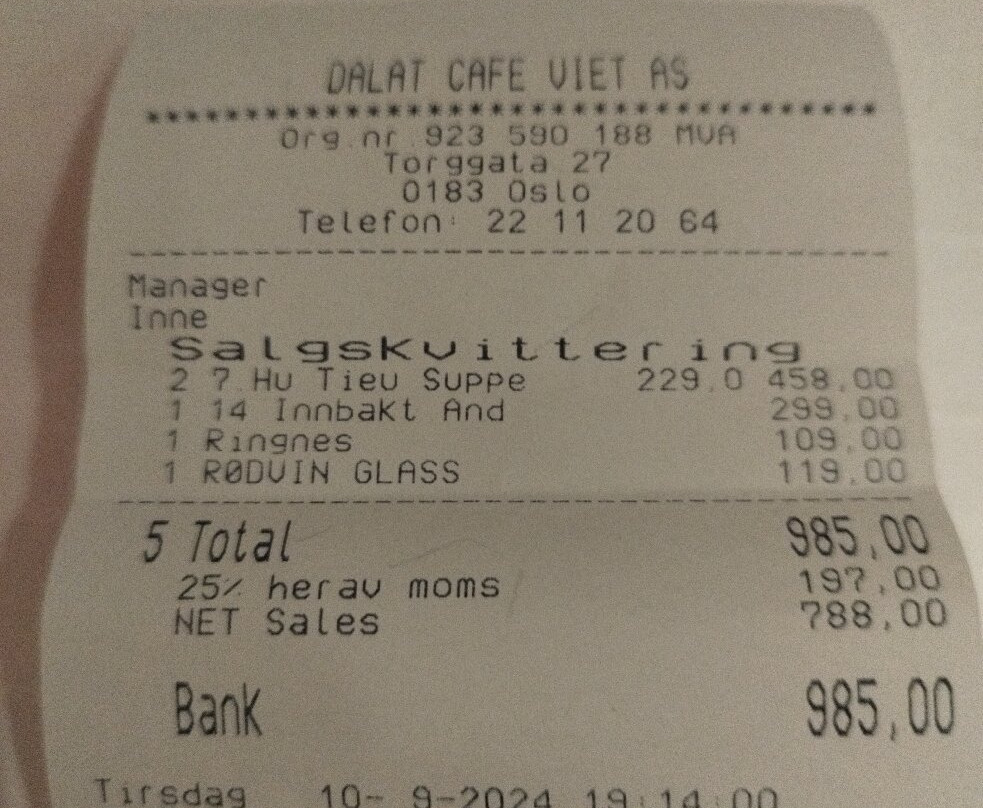 DALAT CAFE VIET AS
************************************
Org.nr.923 590 188 MVA
Torggata 27
0183 Oslo
Telefon: 22 11 20 64
--------------------------------------------
Manager
Inne
Salgskvittering
2 7.Hu Tieu Suppe 229,0 458,00
1 14 Innbakt And 299,00
1 Ringnes 109,00
1 RØDVIN GLASS 119,00
--------------------------------------------
5 Total 985,00
25% herav moms 197,00
NET Sales 788,00
Bank 985,00
Tirsdag 10- 9-2024 19:14:00